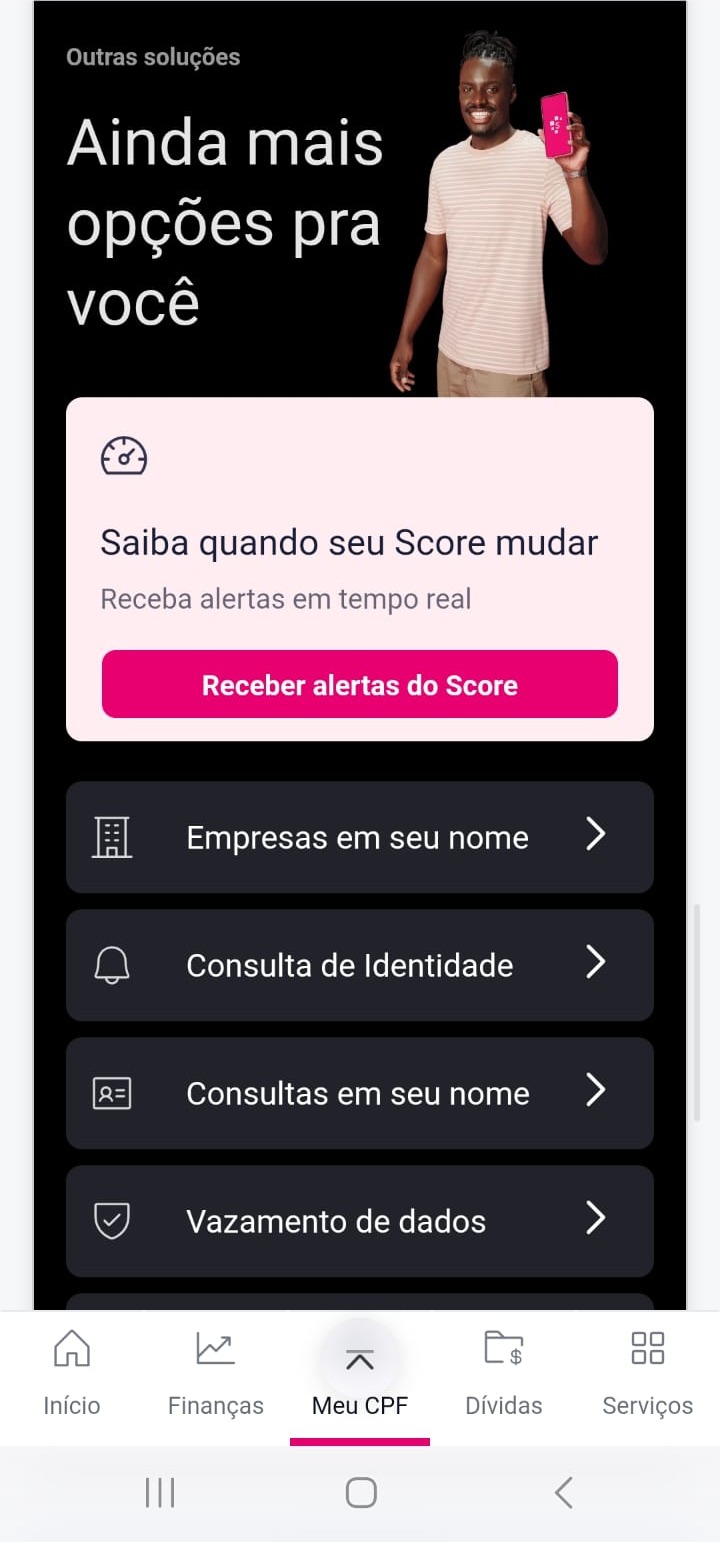 Outras soluções
Ainda mais
opções pra
você
Saiba quando seu Score mudar
Receba alertas em tempo real
Receber alertas do Score
Empresas em seu nome
Consulta de Identidade
Consultas em seu nome
Vazamento de dados
Início
Finanças
Meu CPF
Dívidas
Serviços